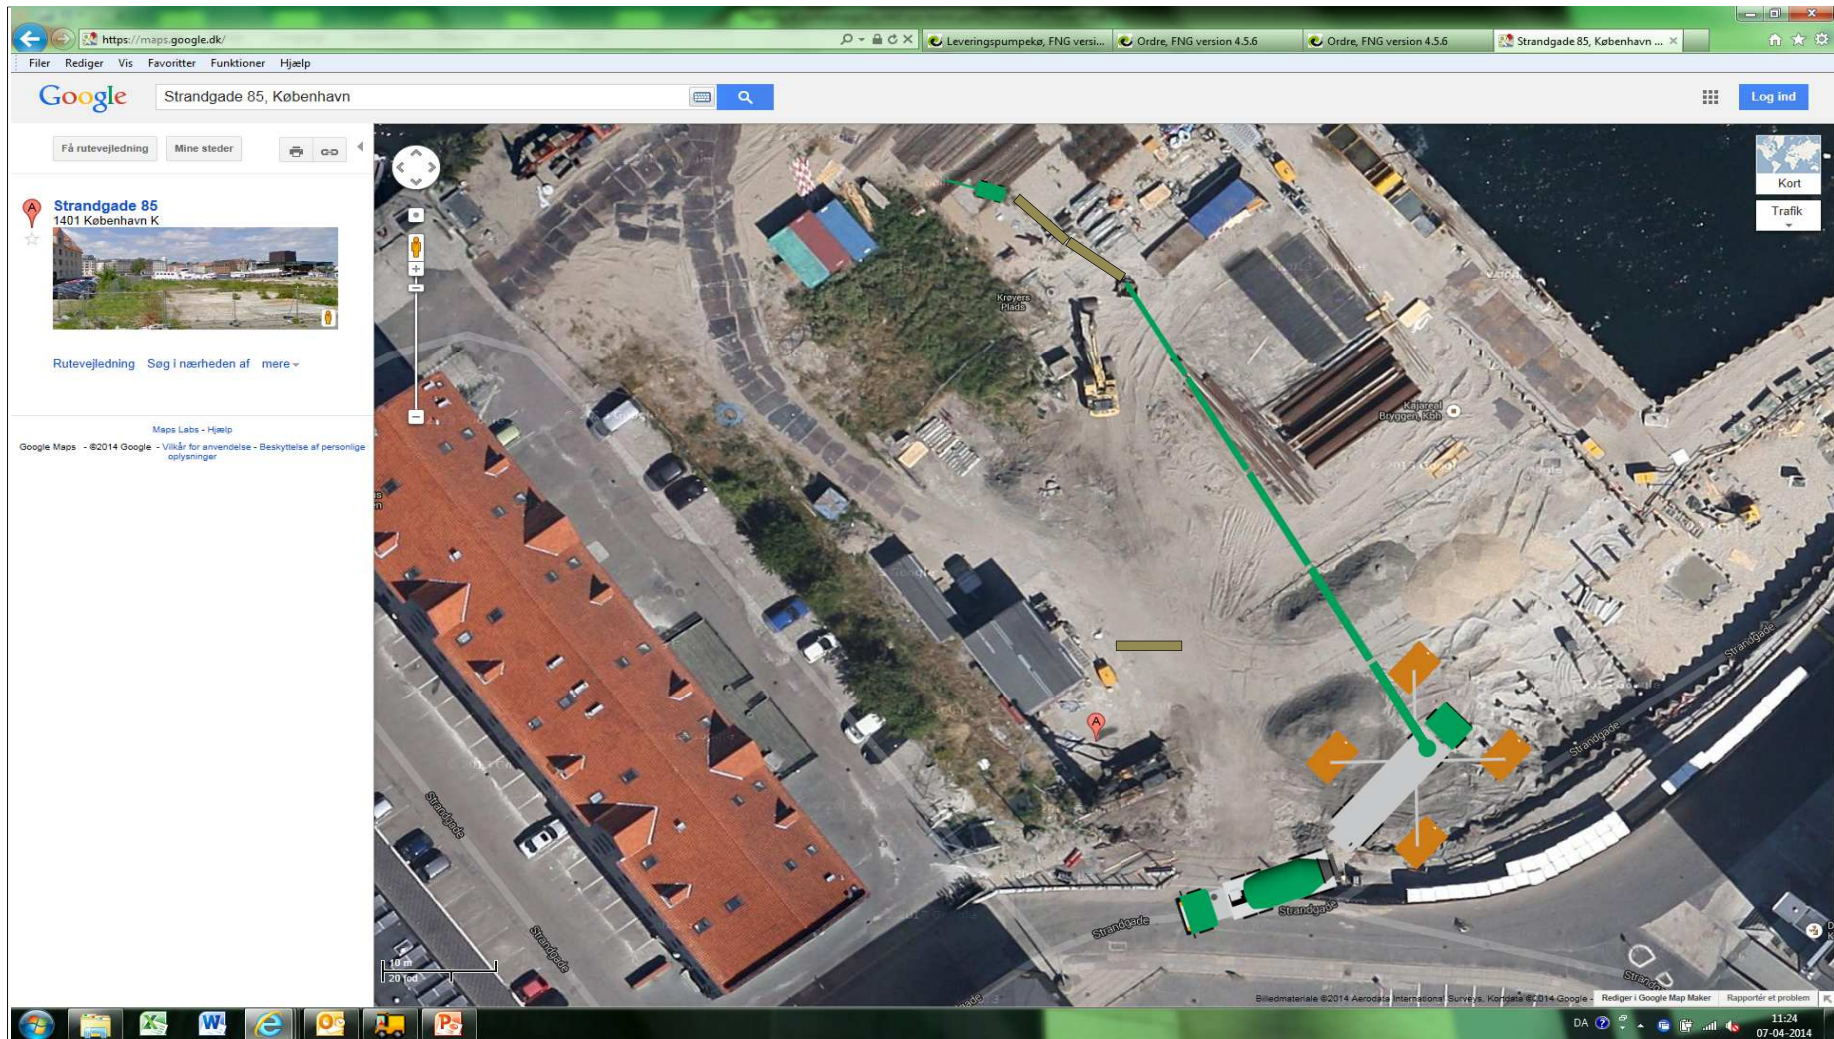 https://maps.google.dk/
Leveringspumpekø, FNG versi...
Ordre, FNG version 4.5.6
Ordre, FNG version 4.5.6
Strandgade 85, København ...
Filer Rediger Vis Favoritter Funktioner Hjælp
Google
Strandgade 85, København
Log ind
Få rutevejledning
Mine steder
Kort
Trafik
A
Strandgade 85
1401 København K
Rutevejledning Søg i nærheden af mere
Maps Labs - Hjælp
Google Maps - ©2014 Google - Vilkår for anvendelse - Beskyttelse af personlige
oplysninger
Krøyers
Plads
Kajareal
Bryggen, Kbh
Strandgade
Strandgade
A
Strandgade
Strandgade
Strandgade
Strandgade
10 m
20 fod
Billedmateriale ©2014 Aerodata International Surveys, Kortdata ©2014 Google -
Rediger i Google Map Maker
Rapportér et problem
DA
11:24
07-04-2014